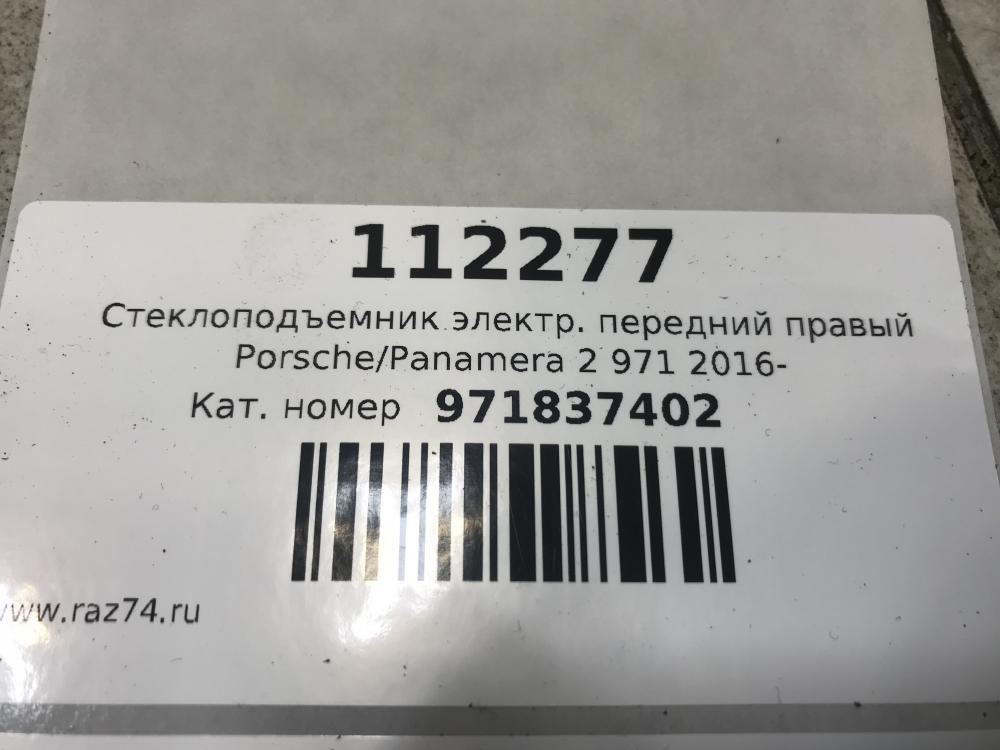 112277
Стеклоподъемник электр. передний правый
Porsche/Panamera 2 971 2016-
Кат. номер 971837402
www.raz74.ru